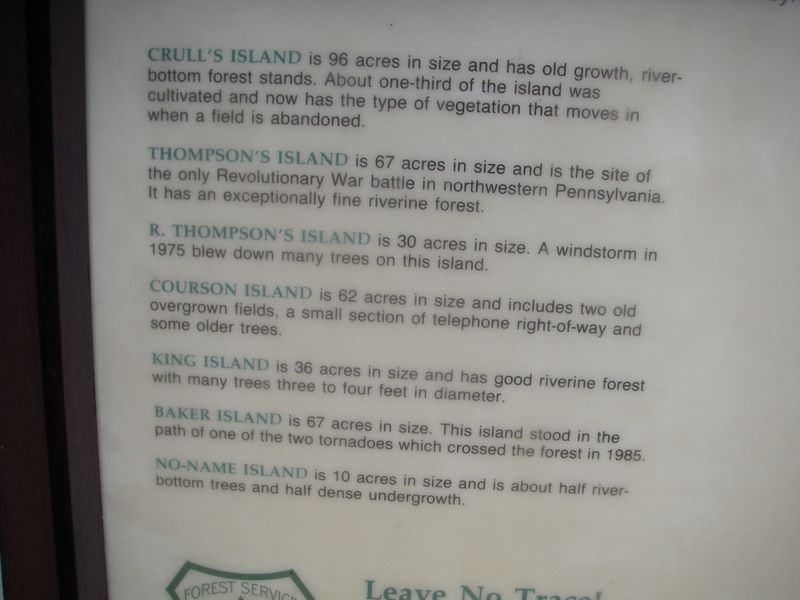 CRULL'S ISLAND is 96 acres in size and has old growth, river-
bottom forest stands. About one-third of the island was
cultivated and now has the type of vegetation that moves in
when a field is abandoned.
THOMPSON'S ISLAND is 67 acres in size and is the site of
the only Revolutionary War battle in northwestern Pennsylvania.
It has an exceptionally fine riverine forest.
R. THOMPSON'S ISLAND is 30 acres in size. A windstorm in
1975 blew down many trees on this island.
COURSON ISLAND is 62 acres in size and includes two old
overgrown fields, a small section of telephone right-of-way and
some older trees.
KING ISLAND is 36 acres in size and has good riverine forest
with many trees three to four feet in diameter.
BAKER ISLAND is 67 acres in size. This island stood in the
path of one of the two tornadoes which crossed the forest in 1985.
NO-NAME ISLAND is 10 acres in size and is about half river-
bottom trees and half dense undergrowth.
FOREST SERVICE
Leave No Trace!